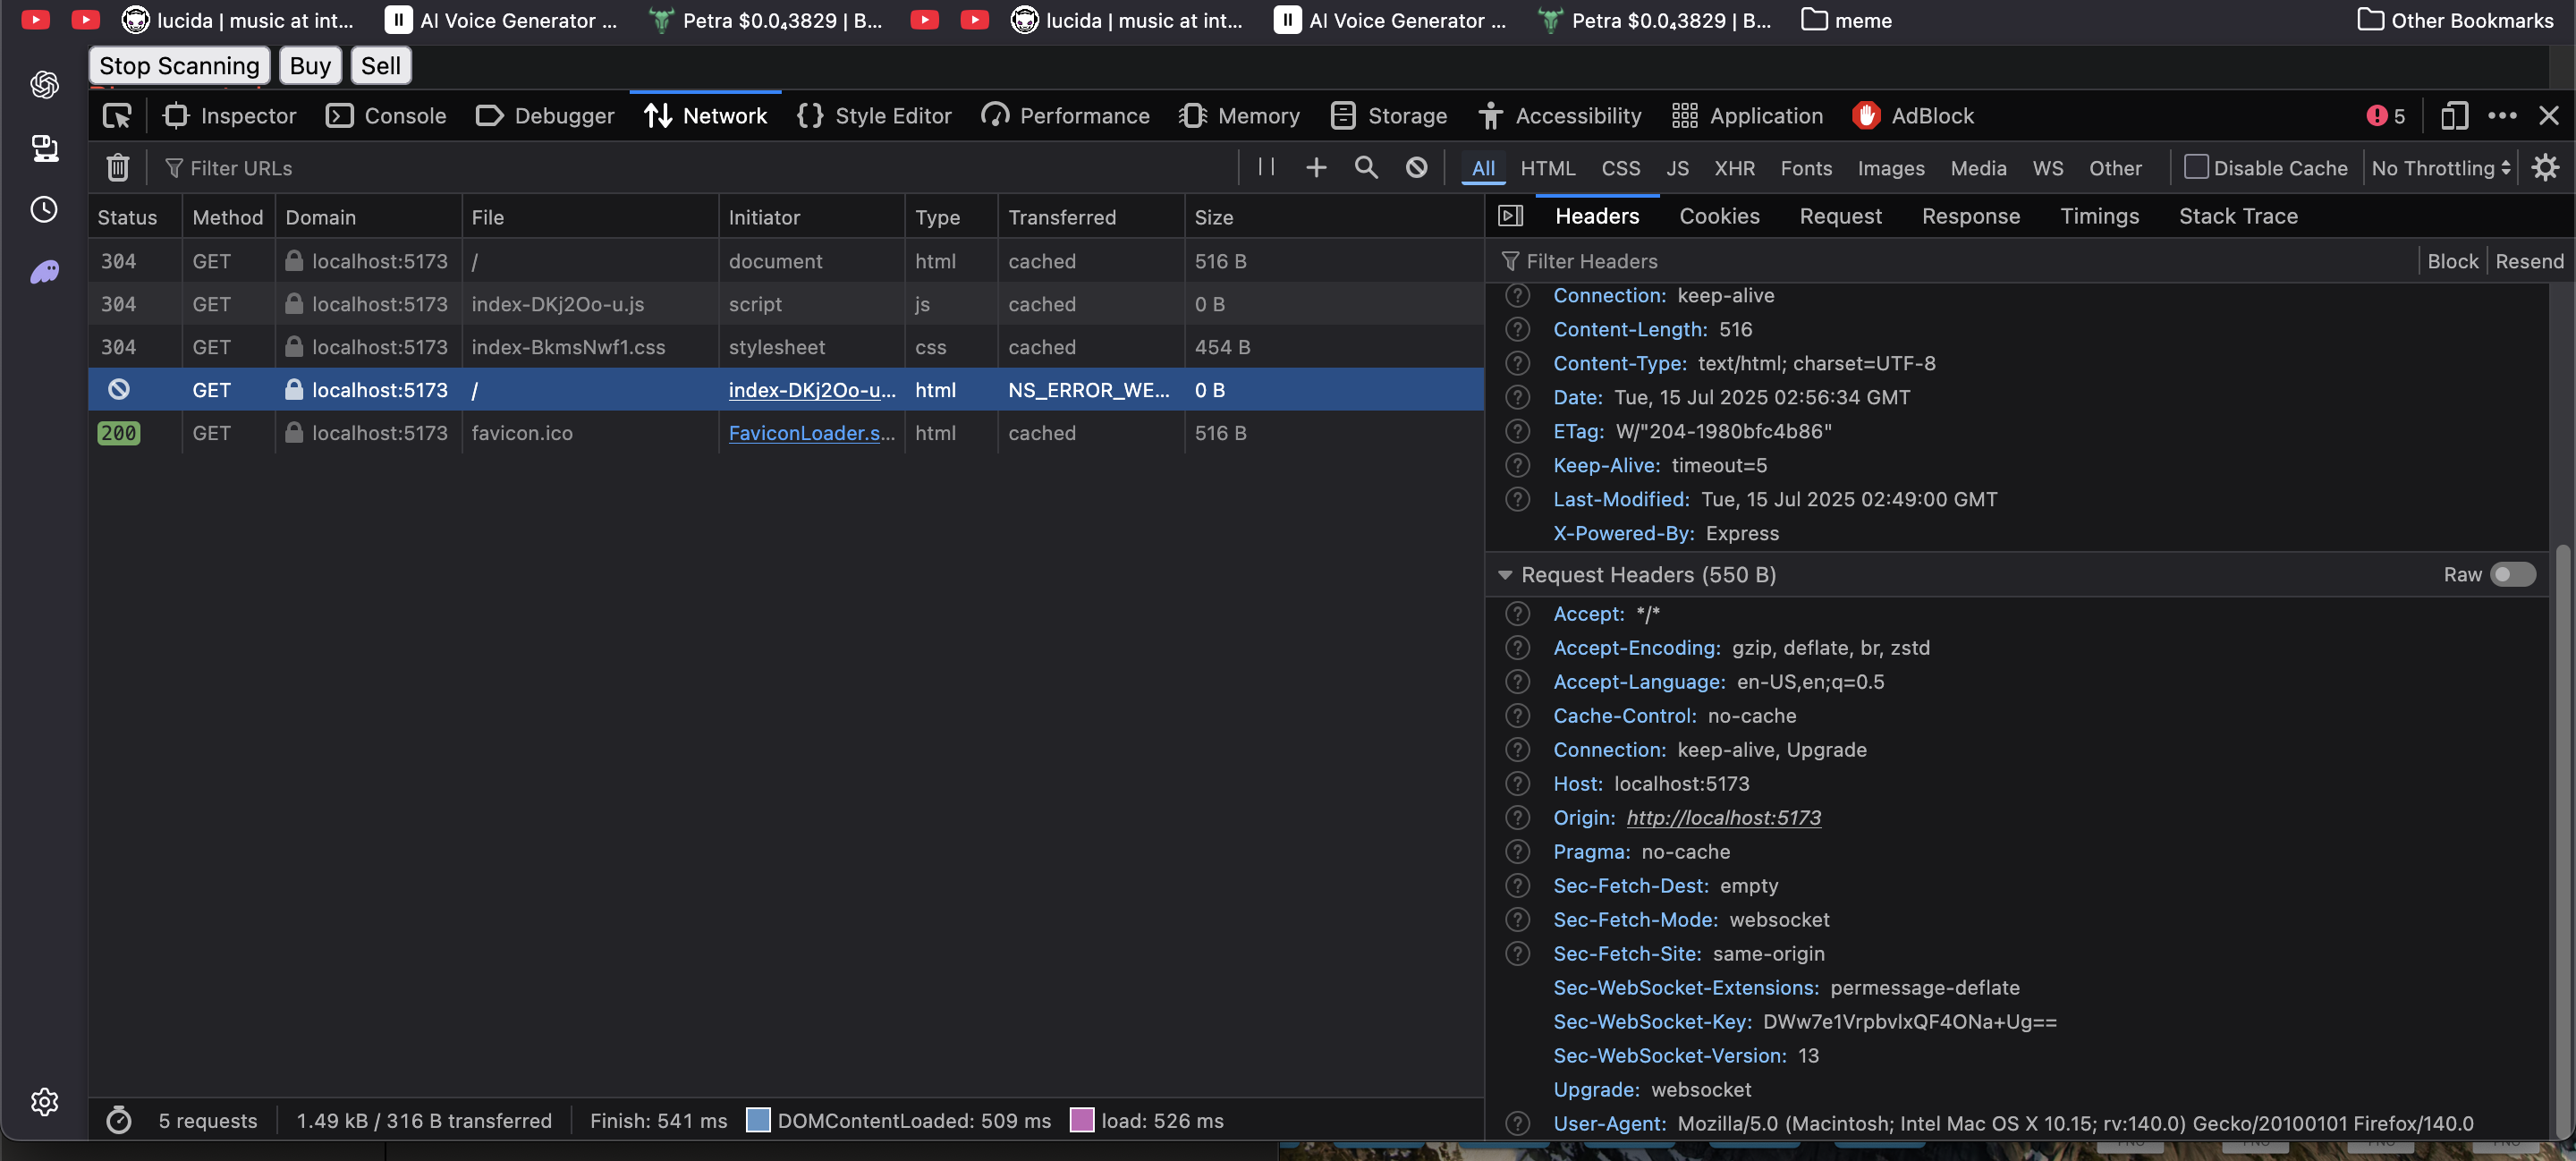 lucida | music at int... AI Voice Generator ... Petra $0.0₄3829 | B... lucida | music at int... AI Voice Generator ... Petra $0.0₄3829 | B... meme Other Bookmarks
Stop Scanning Buy Sell
Inspector Console Debugger Network Style Editor Performance Memory Storage Accessibility Application AdBlock 5
Filter URLs All HTML CSS JS XHR Fonts Images Media WS Other Disable Cache No Throttling
Status Method Domain File Initiator Type Transferred Size
304 GET localhost:5173 / document html cached 516 B
304 GET localhost:5173 index-DKj2Oo-u.js script js cached 0 B
304 GET localhost:5173 index-BkmsNwf1.css stylesheet css cached 454 B
GET localhost:5173 / index-DKj2Oo-u... html NS_ERROR_WE... 0 B
200 GET localhost:5173 favicon.ico FaviconLoader.s... html cached 516 B
Headers Cookies Request Response Timings Stack Trace
Filter Headers Block Resend
Connection: keep-alive
Content-Length: 516
Content-Type: text/html; charset=UTF-8
Date: Tue, 15 Jul 2025 02:56:34 GMT
ETag: W/"204-1980bfc4b86"
Keep-Alive: timeout=5
Last-Modified: Tue, 15 Jul 2025 02:49:00 GMT
X-Powered-By: Express
Request Headers (550 B) Raw
Accept: */*
Accept-Encoding: gzip, deflate, br, zstd
Accept-Language: en-US,en;q=0.5
Cache-Control: no-cache
Connection: keep-alive, Upgrade
Host: localhost:5173
Origin: http://localhost:5173
Pragma: no-cache
Sec-Fetch-Dest: empty
Sec-Fetch-Mode: websocket
Sec-Fetch-Site: same-origin
Sec-WebSocket-Extensions: permessage-deflate
Sec-WebSocket-Key: DWw7e1VrpbvIxQF4ONa+Ug==
Sec-WebSocket-Version: 13
Upgrade: websocket
User-Agent: Mozilla/5.0 (Macintosh; Intel Mac OS X 10.15; rv:140.0) Gecko/20100101 Firefox/140.0
5 requests 1.49 kB / 316 B transferred Finish: 541 ms DOMContentLoaded: 509 ms load: 526 ms